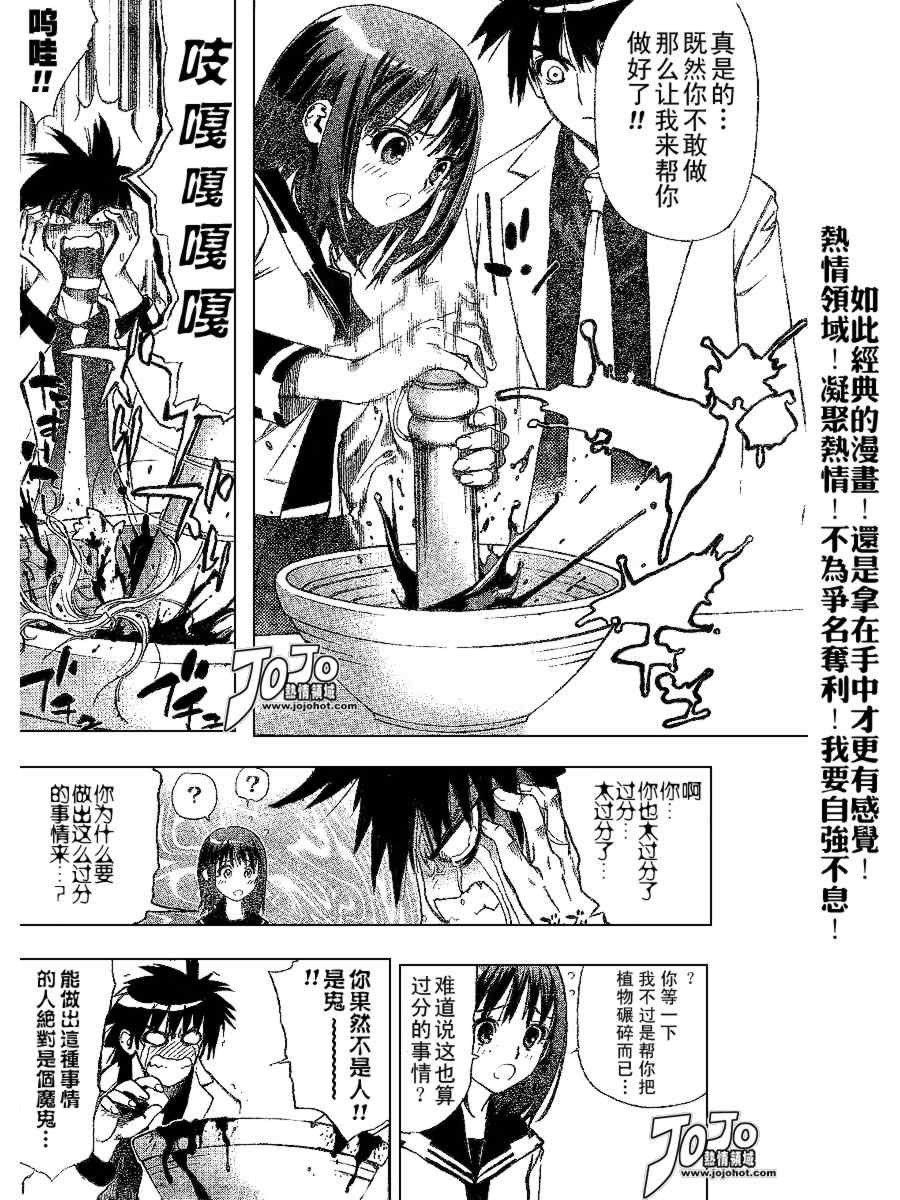 真是的…
既然你不敢做
那么让我来帮你
做好了!!
吱嘎嘎嘎嘎
呜哇!!
グチュ
グチュ
如此經典的漫畫！還是拿在手中才更有感覺！
熱情領域！凝聚熱情！不為爭名奪利！我要自強不息！
JOJO
熱情領域
www.jojohot.com
啊
你…
你也太过分了
过分…
太过分了…
?
?
你为什么要
做出这么过分
的事情来…?
?
你等一下
我不过是帮你把
植物碾碎而已…
??
难道说这也算
过分的事情?
你果然不是人!!
是鬼~~~~!!
能做出這種事情
的人絕對是個魔鬼…
JOJO
熱情領域
www.jojohot.com